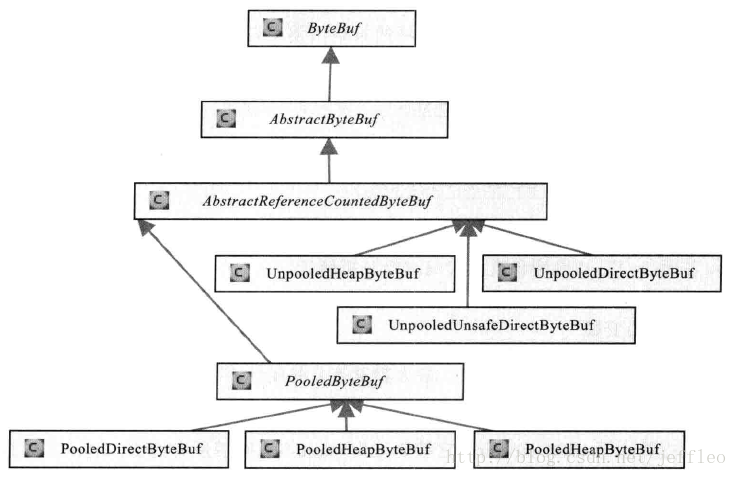 C ByteBuf
C AbstractByteBuf
C AbstractReferenceCountedByteBuf
C UnpooledHeapByteBuf C UnpooledDirectByteBuf
C UnpooledUnsafeDirectByteBuf
C PooledByteBuf
C PooledDirectByteBuf C PooledHeapByteBuf C PooledHeapByteBuf
http://blog.csdn.net/jeffleo